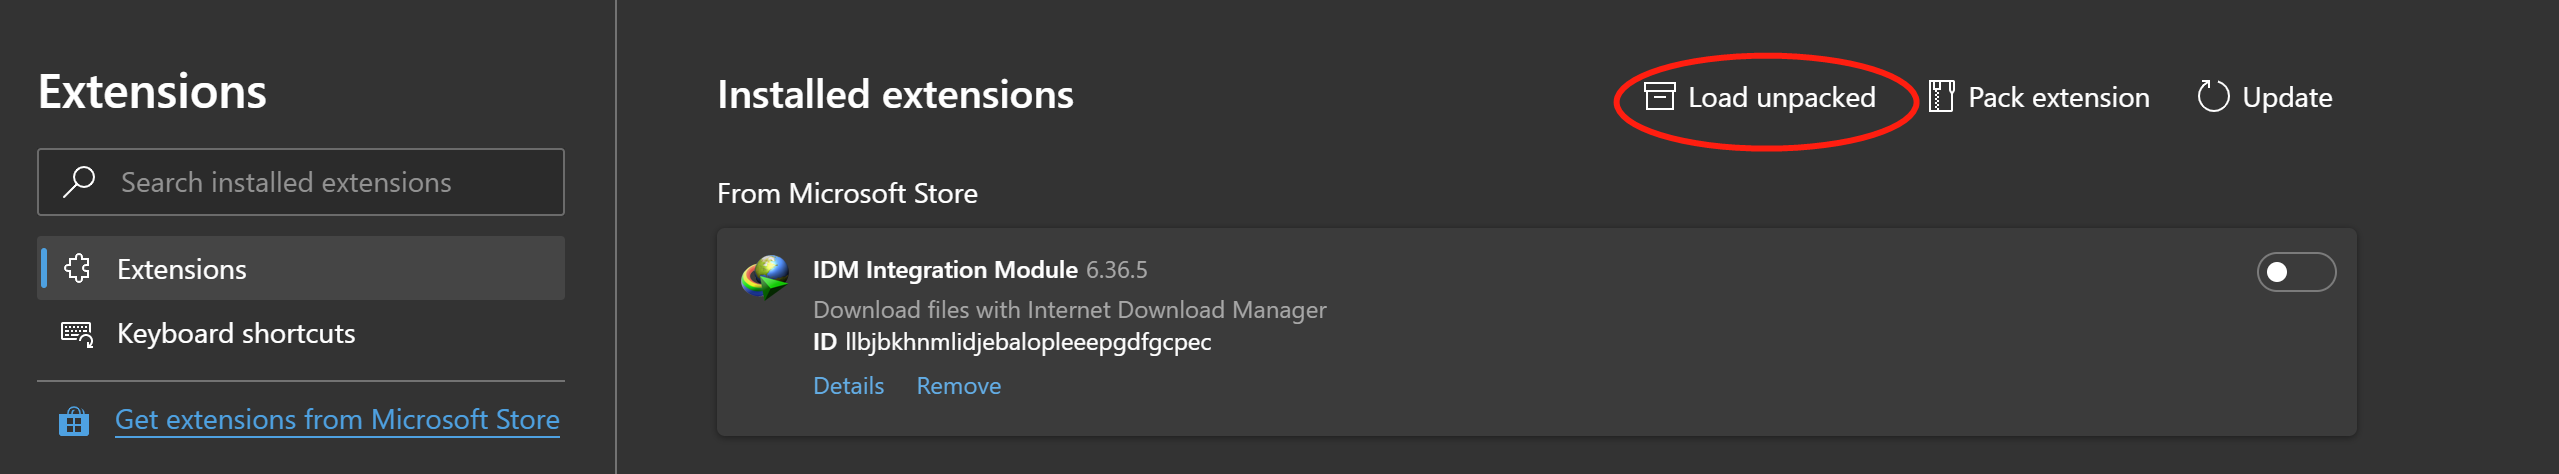 Extensions
Search installed extensions
Extensions
Keyboard shortcuts
Get extensions from Microsoft Store
Installed extensions
Load unpacked
Pack extension
Update
From Microsoft Store
IDM Integration Module 6.36.5
Download files with Internet Download Manager
ID llbjbkhnmlidjebalopleeepgdfgcpec
Details
Remove